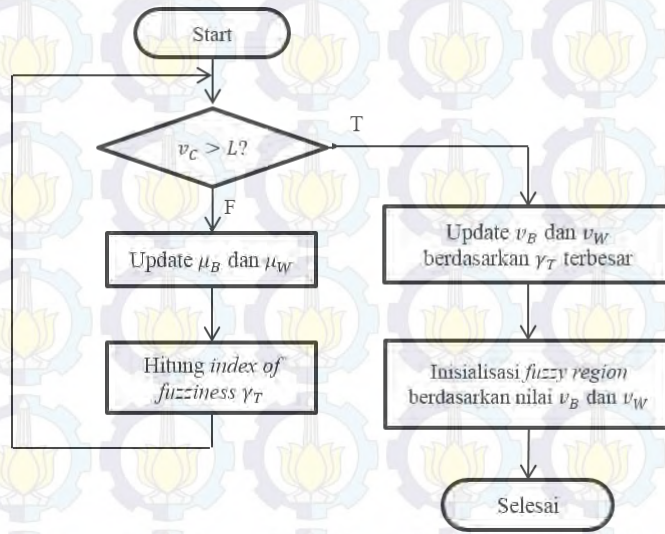 Start
𝑣_C > L?
T
F
Update μ_B dan μ_W
Hitung index of
fuzziness γ_T
Update 𝑣_B dan 𝑣_W
berdasarkan γ_T terbesar
Inisialisasi fuzzy region
berdasarkan nilai 𝑣_B dan 𝑣_W
Selesai